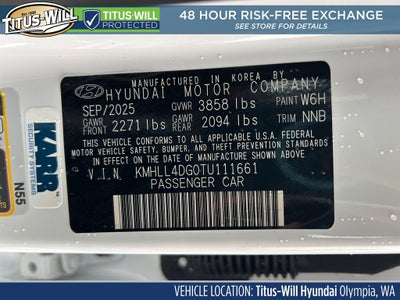 TITUS-WILL
TITUS-WILL
PROTECTED
48 HOUR RISK-FREE EXCHANGE
SEE STORE FOR DETAILS
MANUFACTURED IN KOREA BY
HYUNDAI MOTOR COMPANY
SEP/2025 GVWR 3858 lbs PAINT W6H
GAWR FRONT 2271 lbs GAWR REAR 2094 lbs TRIM NNB
THIS VEHICLE CONFORMS TO ALL APPLICABLE
FEDERAL MOTOR VEHICLE SAFETY, BUMPER,
AND THEFT PREVENTION STANDARDS IN EFFECT
ON THE DATE OF MANUFACTURE SHOWN ABOVE.
V.I.N. KMHLL4DG0TU111661
PASSENGER CAR
KARR
SECURITY SYSTEMS
N55
VEHICLE LOCATION: Titus-Will Hyundai Olympia, WA